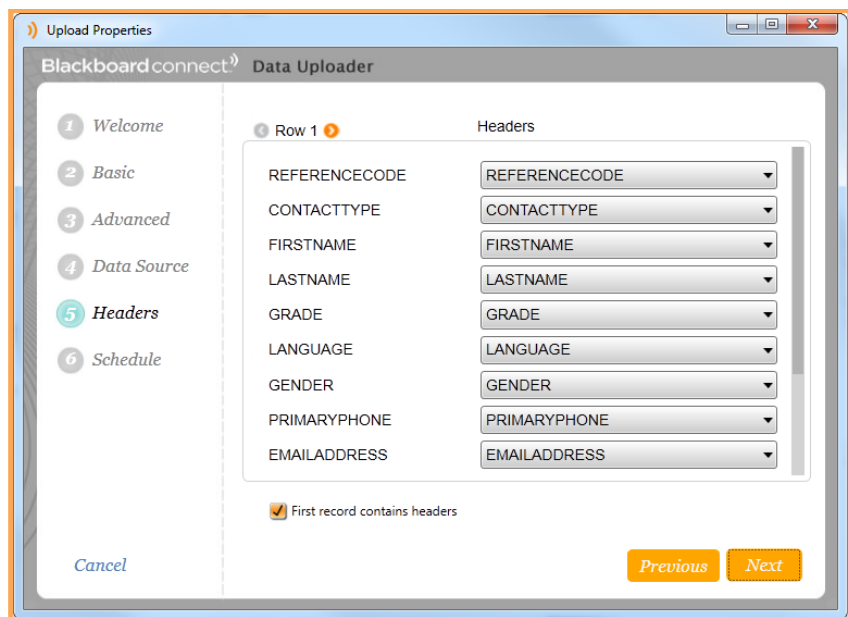 Upload Properties
Blackboard connect Data Uploader
1 Welcome
2 Basic
3 Advanced
4 Data Source
5 Headers
6 Schedule
Cancel
Row 1 Headers
REFERENCECODE REFERENCECODE
CONTACTTYPE CONTACTTYPE
FIRSTNAME FIRSTNAME
LASTNAME LASTNAME
GRADE GRADE
LANGUAGE LANGUAGE
GENDER GENDER
PRIMARYPHONE PRIMARYPHONE
EMAILADDRESS EMAILADDRESS
First record contains headers
Previous Next